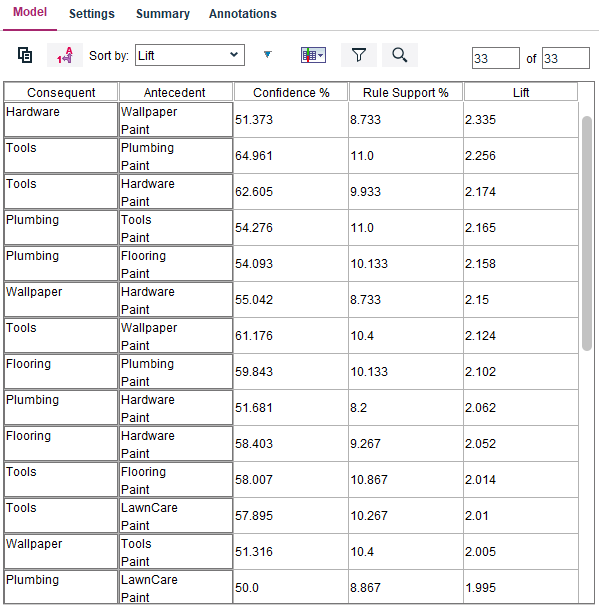 Model Settings Summary Annotations
Sort by: Lift 33 of 33
Consequent Antecedent Confidence % Rule Support % Lift
Hardware Wallpaper
Paint 51.373 8.733 2.335
Tools Plumbing
Paint 64.961 11.0 2.256
Tools Hardware
Paint 62.605 9.933 2.174
Plumbing Tools
Paint 54.276 11.0 2.165
Plumbing Flooring
Paint 54.093 10.133 2.158
Wallpaper Hardware
Paint 55.042 8.733 2.15
Tools Wallpaper
Paint 61.176 10.4 2.124
Flooring Plumbing
Paint 59.843 10.133 2.102
Plumbing Hardware
Paint 51.681 8.2 2.062
Flooring Hardware
Paint 58.403 9.267 2.052
Tools Flooring
Paint 58.007 10.867 2.014
Tools LawnCare
Paint 57.895 10.267 2.01
Wallpaper Tools
Paint 51.316 10.4 2.005
Plumbing LawnCare
Paint 50.0 8.867 1.995